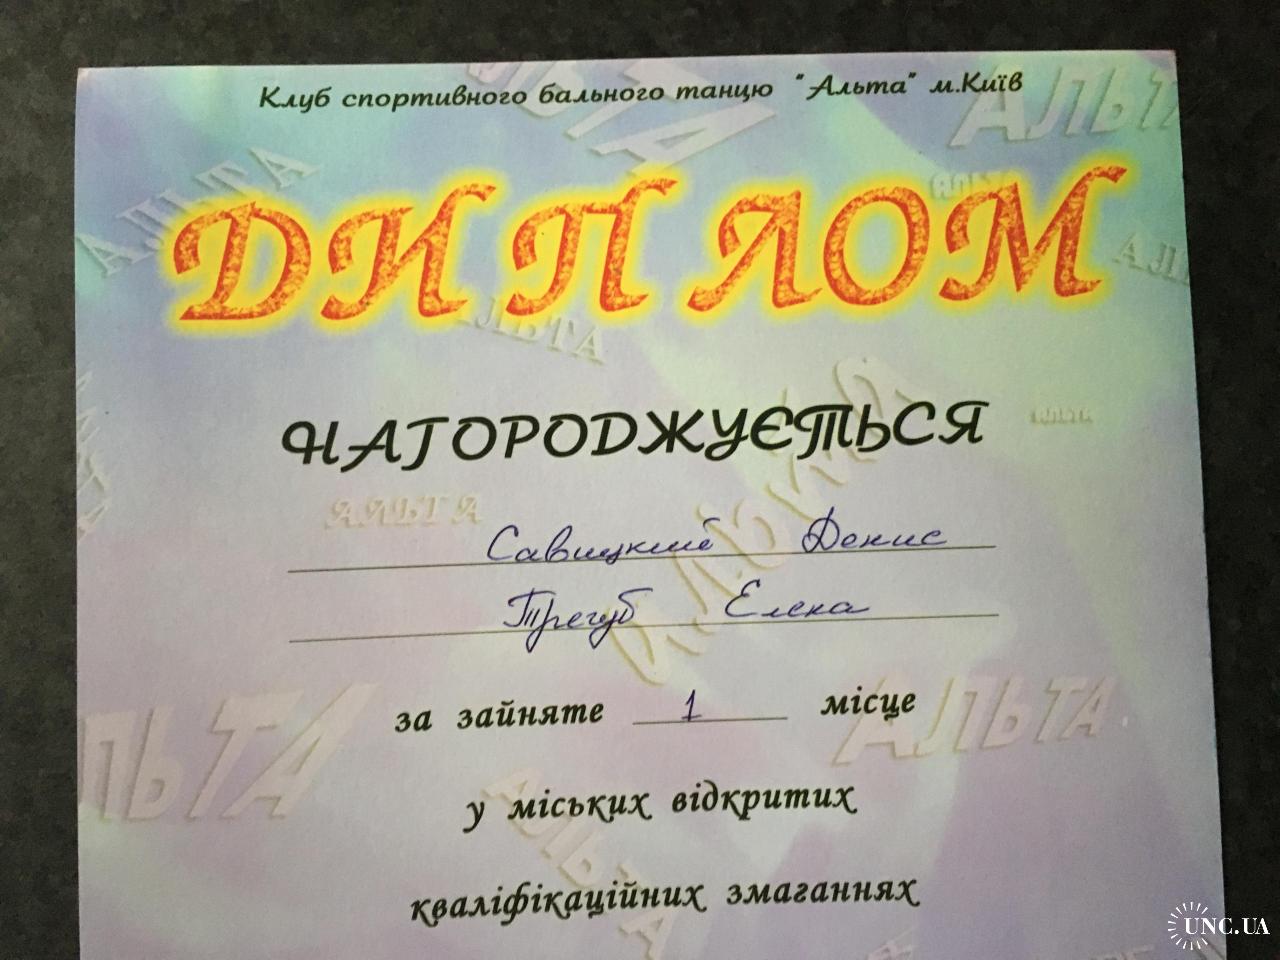 Клуб спортивного бального танцю "Альта" м.Київ
ДИПЛОМ
НАГОРОДЖУЄТЬСЯ
Савицкий Денис
Трегуб Елена
за зайняте 1 місце
у міських відкритих
кваліфікаційних змаганнях
UNC.UA